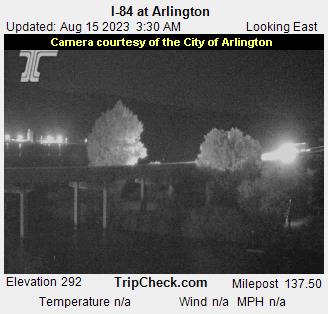 I-84 at Arlington
Updated: Aug 15 2023 3:30 AM Looking East
Camera courtesy of the City of Arlington
Elevation 292 TripCheck.com Milepost 137.50
Temperature n/a Wind n/a MPH n/a